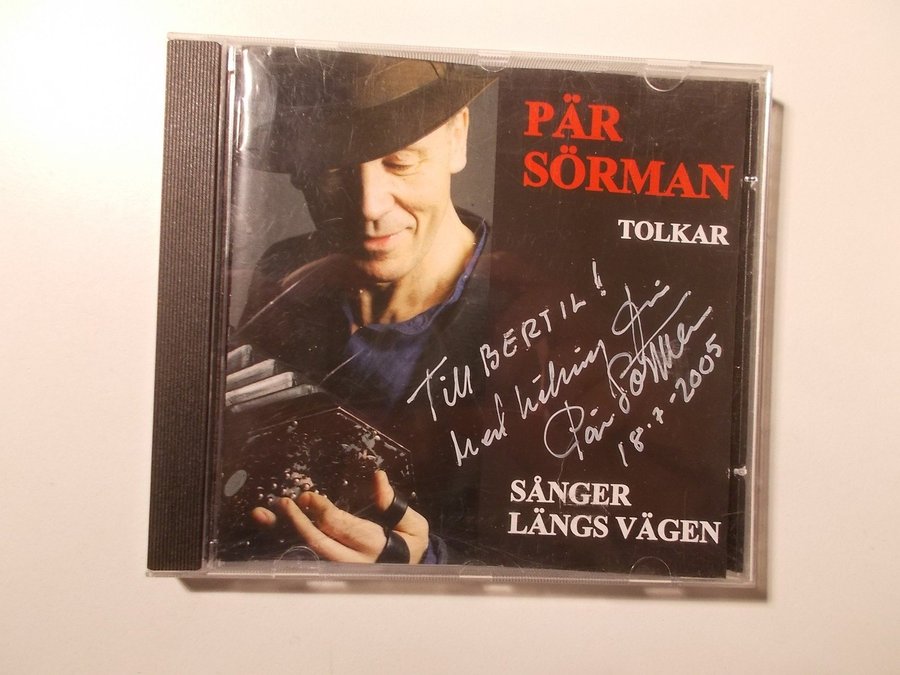 PÄR
SÖRMAN
TOLKAR
TILL BERTIL!
Med hälsning från
Pär Sörman
18.7-2005
SÅNGER
LÄNGS VÄGEN